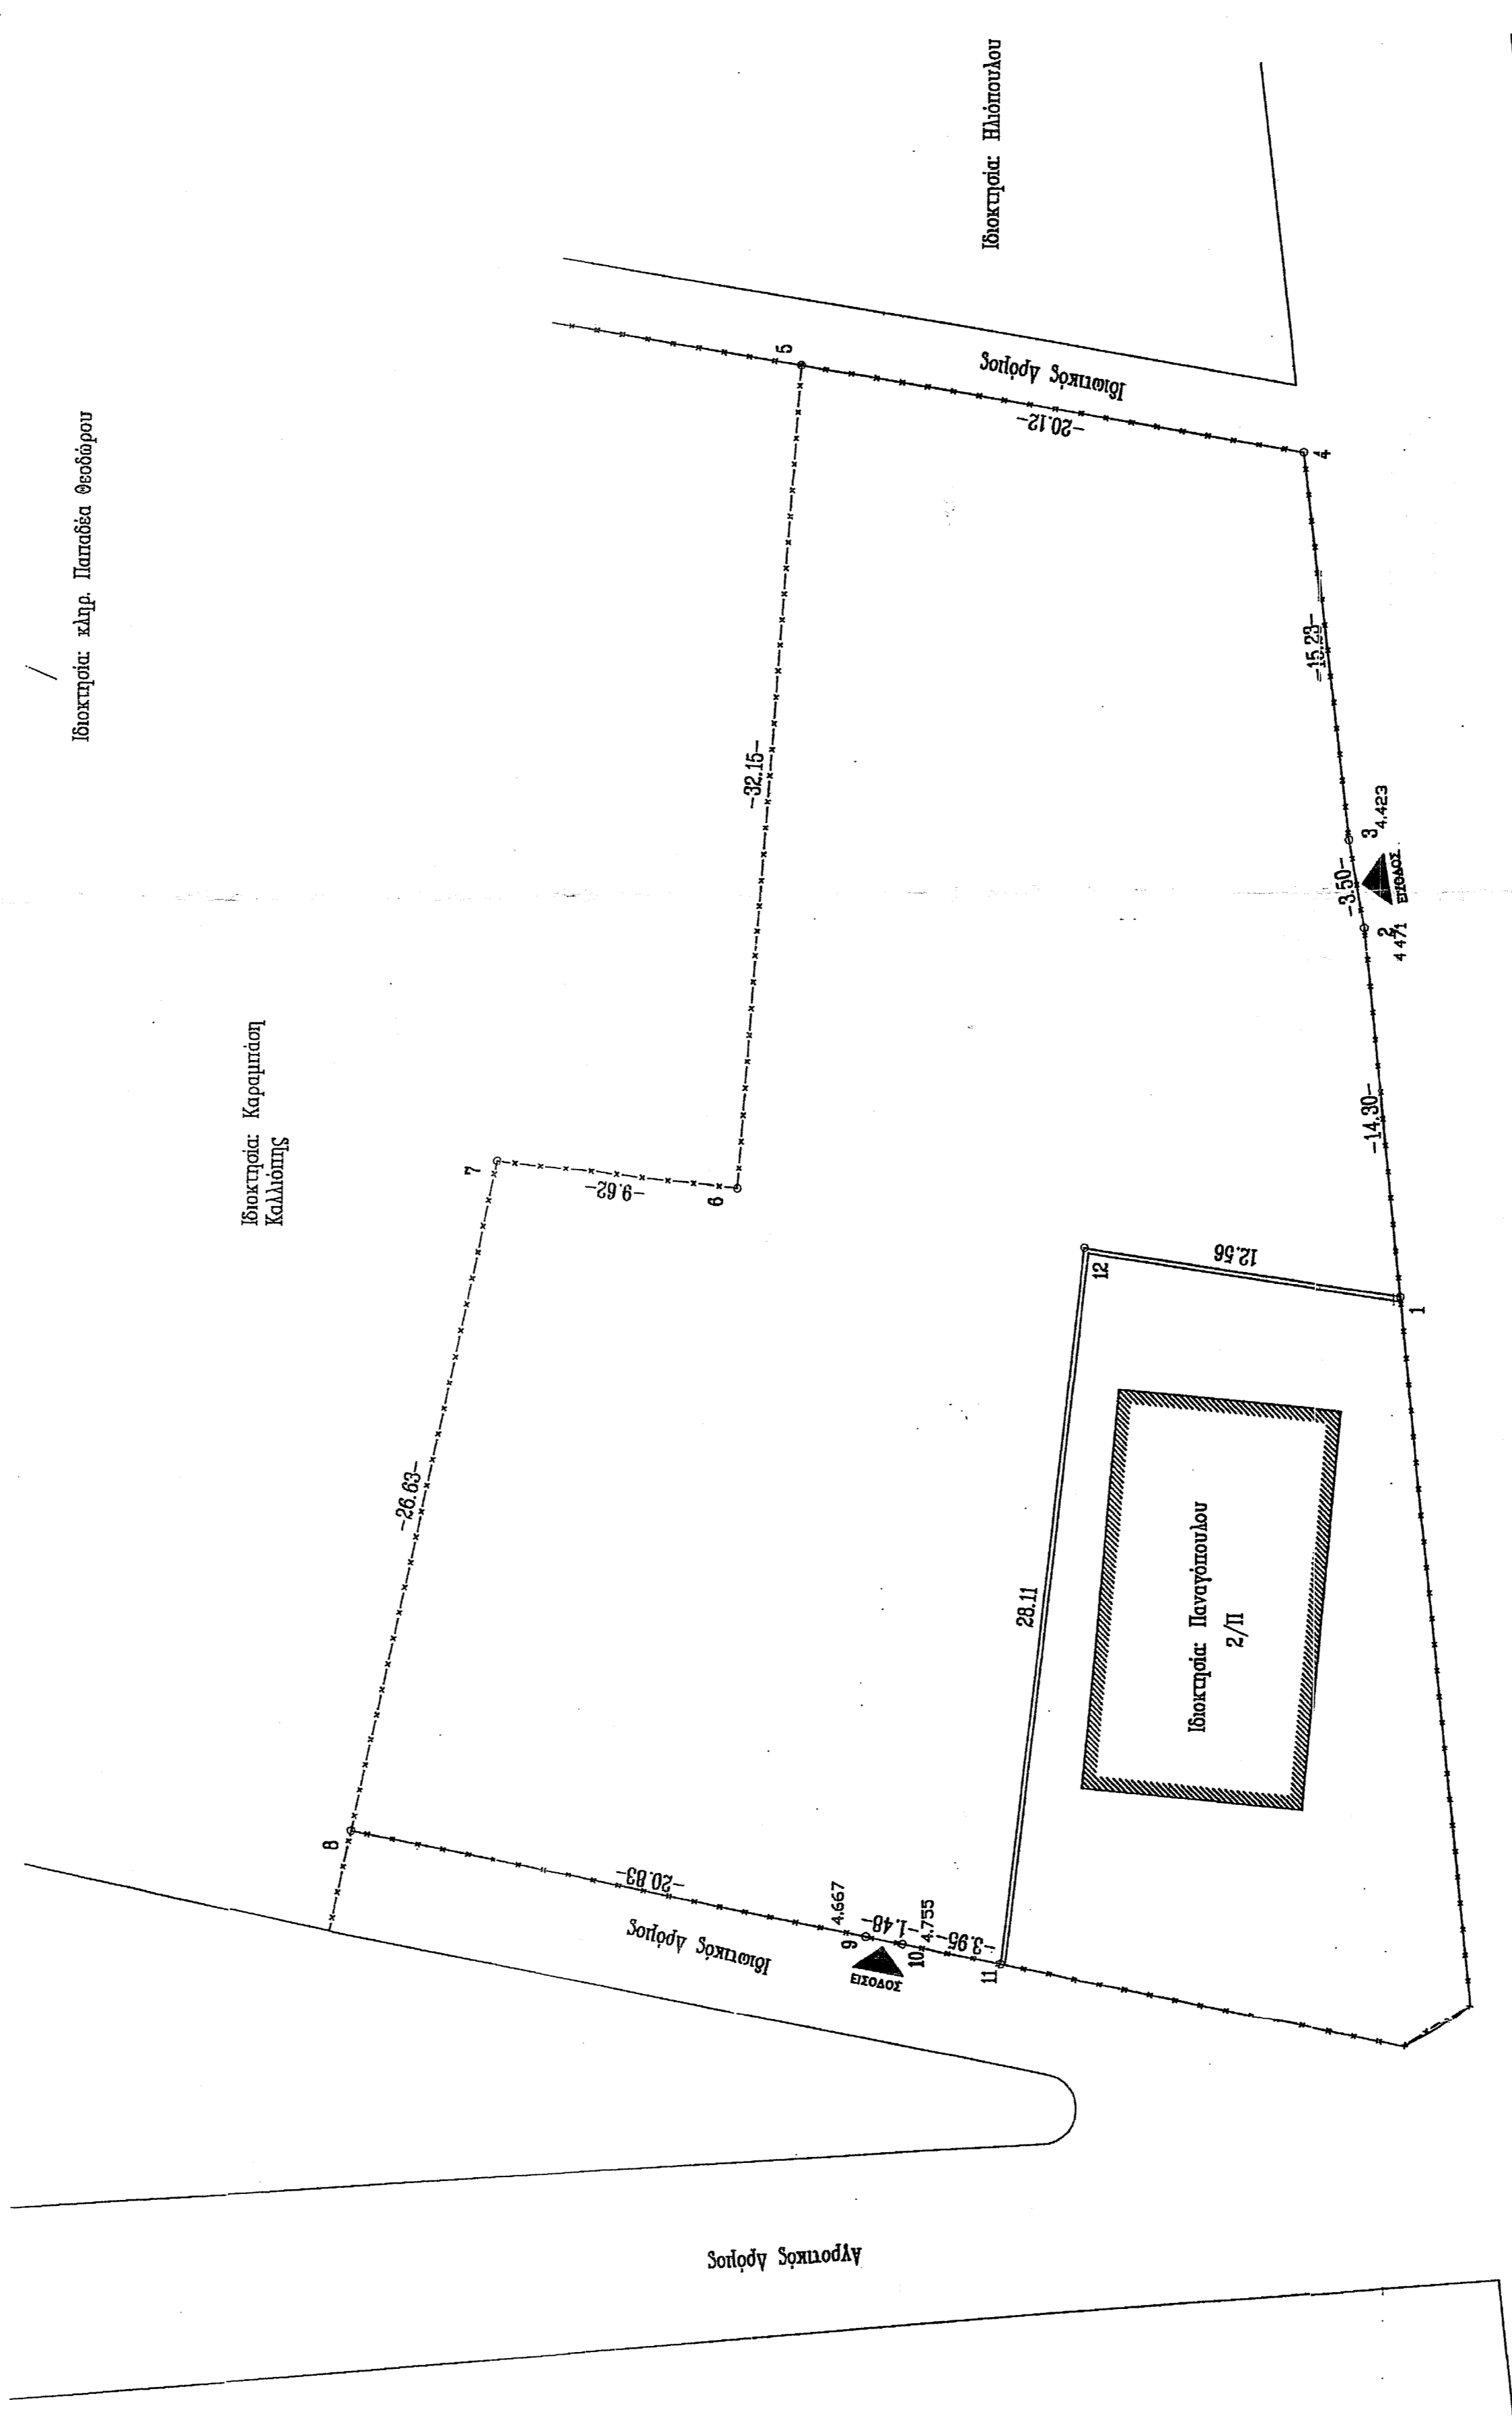 Ιδιοκτησία: κληρ. Παπαδέα Θεοδώρου
Ιδιοκτησία: Καραμπάση
Καλλιόπης
Ιδιοκτησία: Ηλιόπουλου
8
-26.63-
7
-9.62-
6
-32.15-
5
Ιδιωτικός Δρόμος
-20.12-
4
-15.23-
3
4.423
-3.50-
ΕΙΣΟΔΟΣ
2
4.471
-14.30-
1
12.56
12
28.11
Ιδιοκτησία: Παναγόπουλου
2/Π
11
-3.95-
10
4.755
-1.48-
9
4.667
ΕΙΣΟΔΟΣ
-20.83-
Ιδιωτικός Δρόμος
Αγροτικός Δρόμος